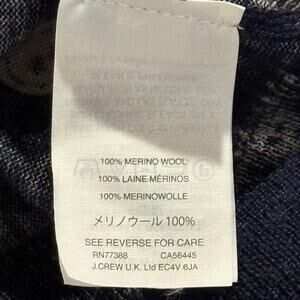 100% MERINO WOOL
100% LAINE MÉRINOS
100% MERINOWOLLE
メリノウール 100%
SEE REVERSE FOR CARE
RN77388 CA56445
J.CREW U.K. Ltd EC4V 6JA